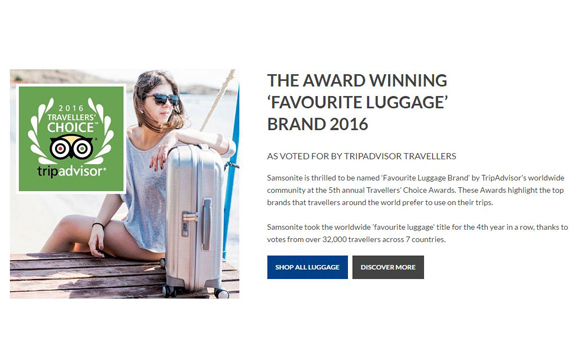 2016
TRAVELLERS'
CHOICE™
tripadvisor®
THE AWARD WINNING
‘FAVOURITE LUGGAGE’
BRAND 2016
AS VOTED FOR BY TRIPADVISOR TRAVELLERS
Samsonite is thrilled to be named 'Favourite Luggage Brand' by TripAdvisor's worldwide
community at the 5th annual Travellers' Choice Awards. These Awards highlight the top
brands that travellers around the world prefer to use on their trips.
Samsonite took the worldwide 'favourite luggage' title for the 4th year in a row, thanks to
votes from over 32,000 travellers across 7 countries.
SHOP ALL LUGGAGE
DISCOVER MORE